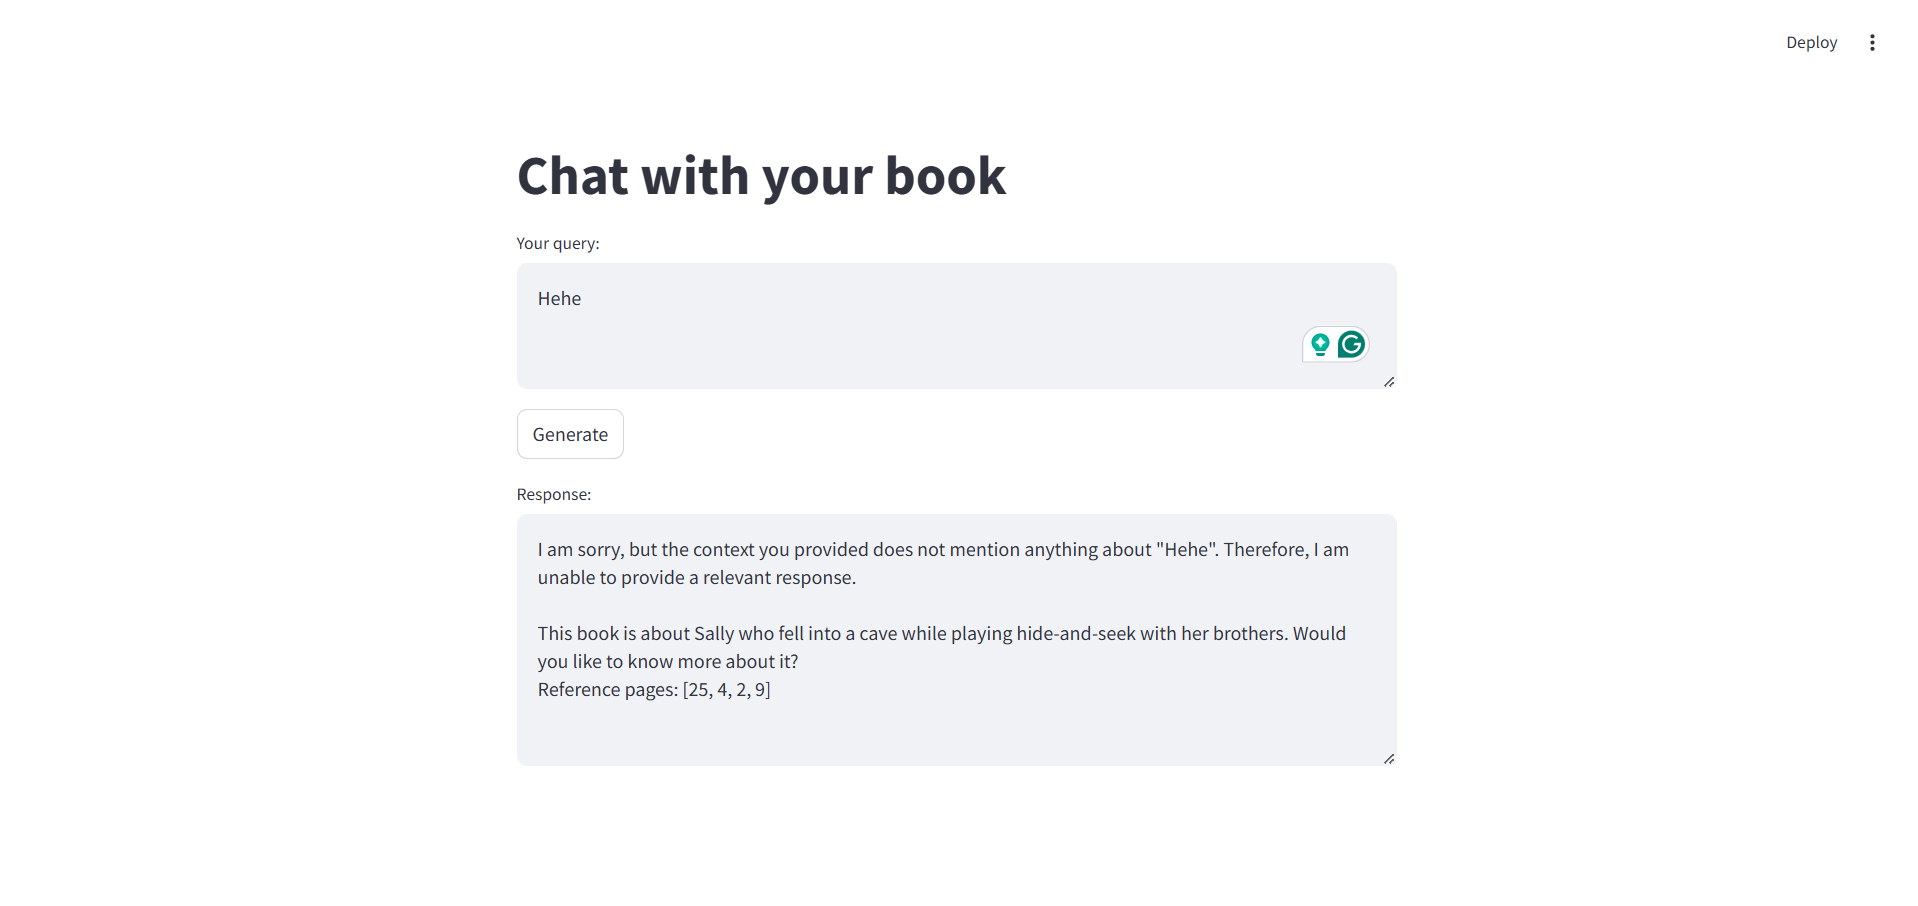 Deploy
Chat with your book
Your query:
Hehe
Generate
Response:
I am sorry, but the context you provided does not mention anything about "Hehe". Therefore, I am
unable to provide a relevant response.
This book is about Sally who fell into a cave while playing hide-and-seek with her brothers. Would
you like to know more about it?
Reference pages: [25, 4, 2, 9]